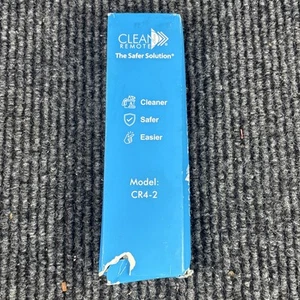 CLEAN
REMOTE
The Safer Solution®
Cleaner
Safer
Easier
Model:
CR4-2